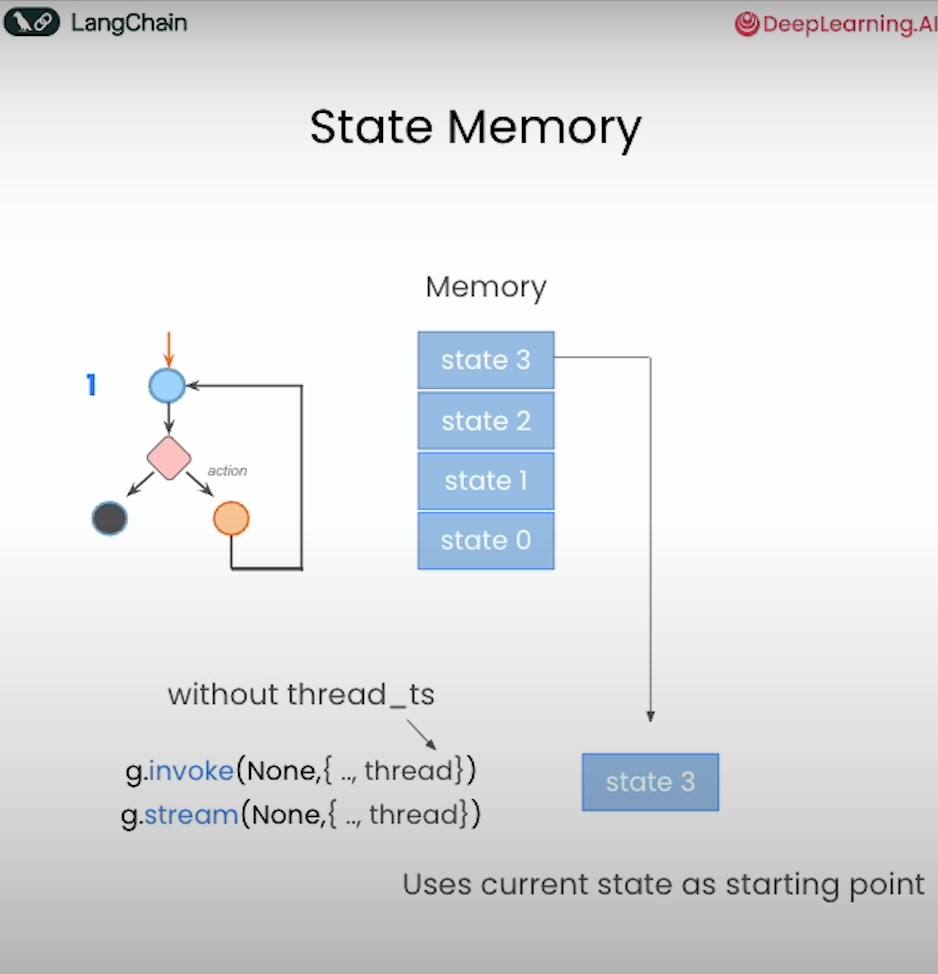 LangChain
DeepLearning.AI
State Memory
Memory
state 3
1
state 2
action
state 1
state 0
without thread_ts
g.invoke(None,{ .., thread})
state 3
g.stream(None,{ .., thread})
Uses current state as starting point